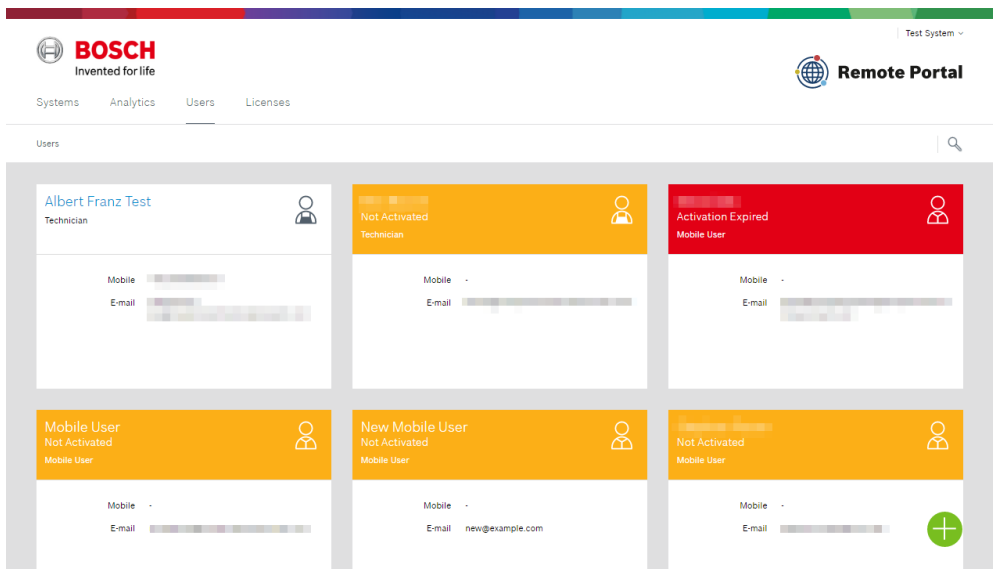 Test System
BOSCH
Invented for life
Remote Portal
Systems Analytics Users Licenses
Users
Albert Franz Test
Technician
Mobile
E-mail
Not Activated
Technician
Mobile -
E-mail
Activation Expired
Mobile User
Mobile -
E-mail
Mobile User
Not Activated
Mobile User
Mobile -
E-mail
New Mobile User
Not Activated
Mobile User
Mobile -
E-mail new@example.com
Not Activated
Mobile User
Mobile -
E-mail